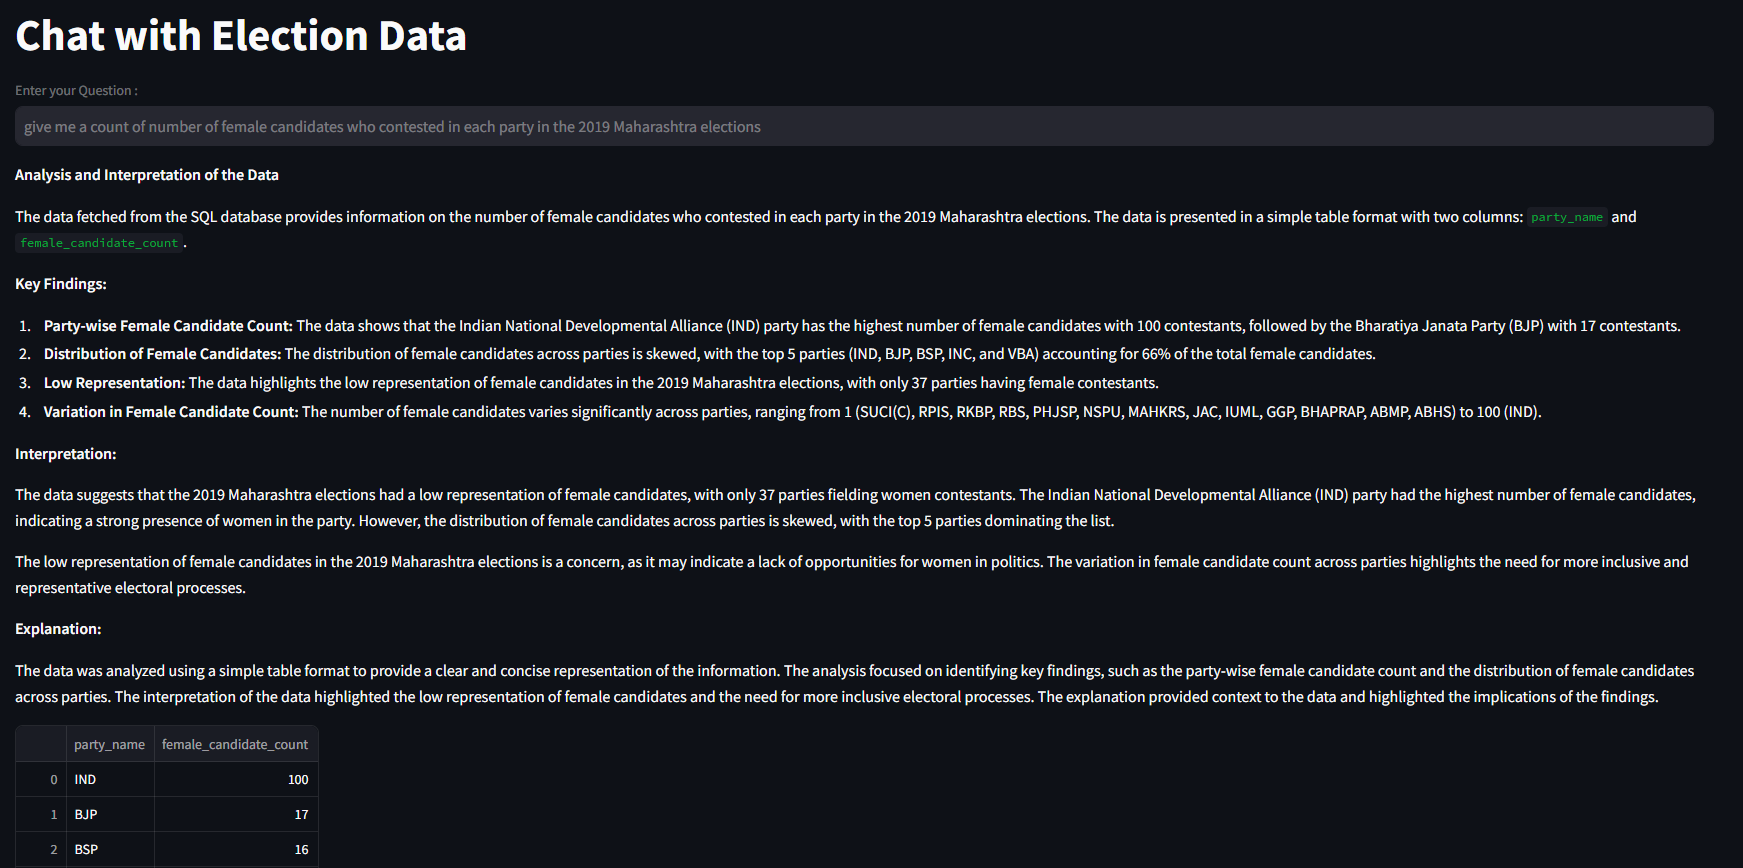 Chat with Election Data
Enter your Question :
give me a count of number of female candidates who contested in each party in the 2019 Maharashtra elections
Analysis and Interpretation of the Data
The data fetched from the SQL database provides information on the number of female candidates who contested in each party in the 2019 Maharashtra elections. The data is presented in a simple table format with two columns: party_name and
female_candidate_count .
Key Findings:
1. Party-wise Female Candidate Count: The data shows that the Indian National Developmental Alliance (IND) party has the highest number of female candidates with 100 contestants, followed by the Bharatiya Janata Party (BJP) with 17 contestants.
2. Distribution of Female Candidates: The distribution of female candidates across parties is skewed, with the top 5 parties (IND, BJP, BSP, INC, and VBA) accounting for 66% of the total female candidates.
3. Low Representation: The data highlights the low representation of female candidates in the 2019 Maharashtra elections, with only 37 parties having female contestants.
4. Variation in Female Candidate Count: The number of female candidates varies significantly across parties, ranging from 1 (SUCI(C), RPIS, RKBP, RBS, PHJSP, NSPU, MAHKRS, JAC, IUML, GGP, BHAPRAP, ABMP, ABHS) to 100 (IND).
Interpretation:
The data suggests that the 2019 Maharashtra elections had a low representation of female candidates, with only 37 parties fielding women contestants. The Indian National Developmental Alliance (IND) party had the highest number of female candidates,
indicating a strong presence of women in the party. However, the distribution of female candidates across parties is skewed, with the top 5 parties dominating the list.
The low representation of female candidates in the 2019 Maharashtra elections is a concern, as it may indicate a lack of opportunities for women in politics. The variation in female candidate count across parties highlights the need for more inclusive and
representative electoral processes.
Explanation:
The data was analyzed using a simple table format to provide a clear and concise representation of the information. The analysis focused on identifying key findings, such as the party-wise female candidate count and the distribution of female candidates
across parties. The interpretation of the data highlighted the low representation of female candidates and the need for more inclusive electoral processes. The explanation provided context to the data and highlighted the implications of the findings.
party_name female_candidate_count
0 IND 100
1 BJP 17
2 BSP 16